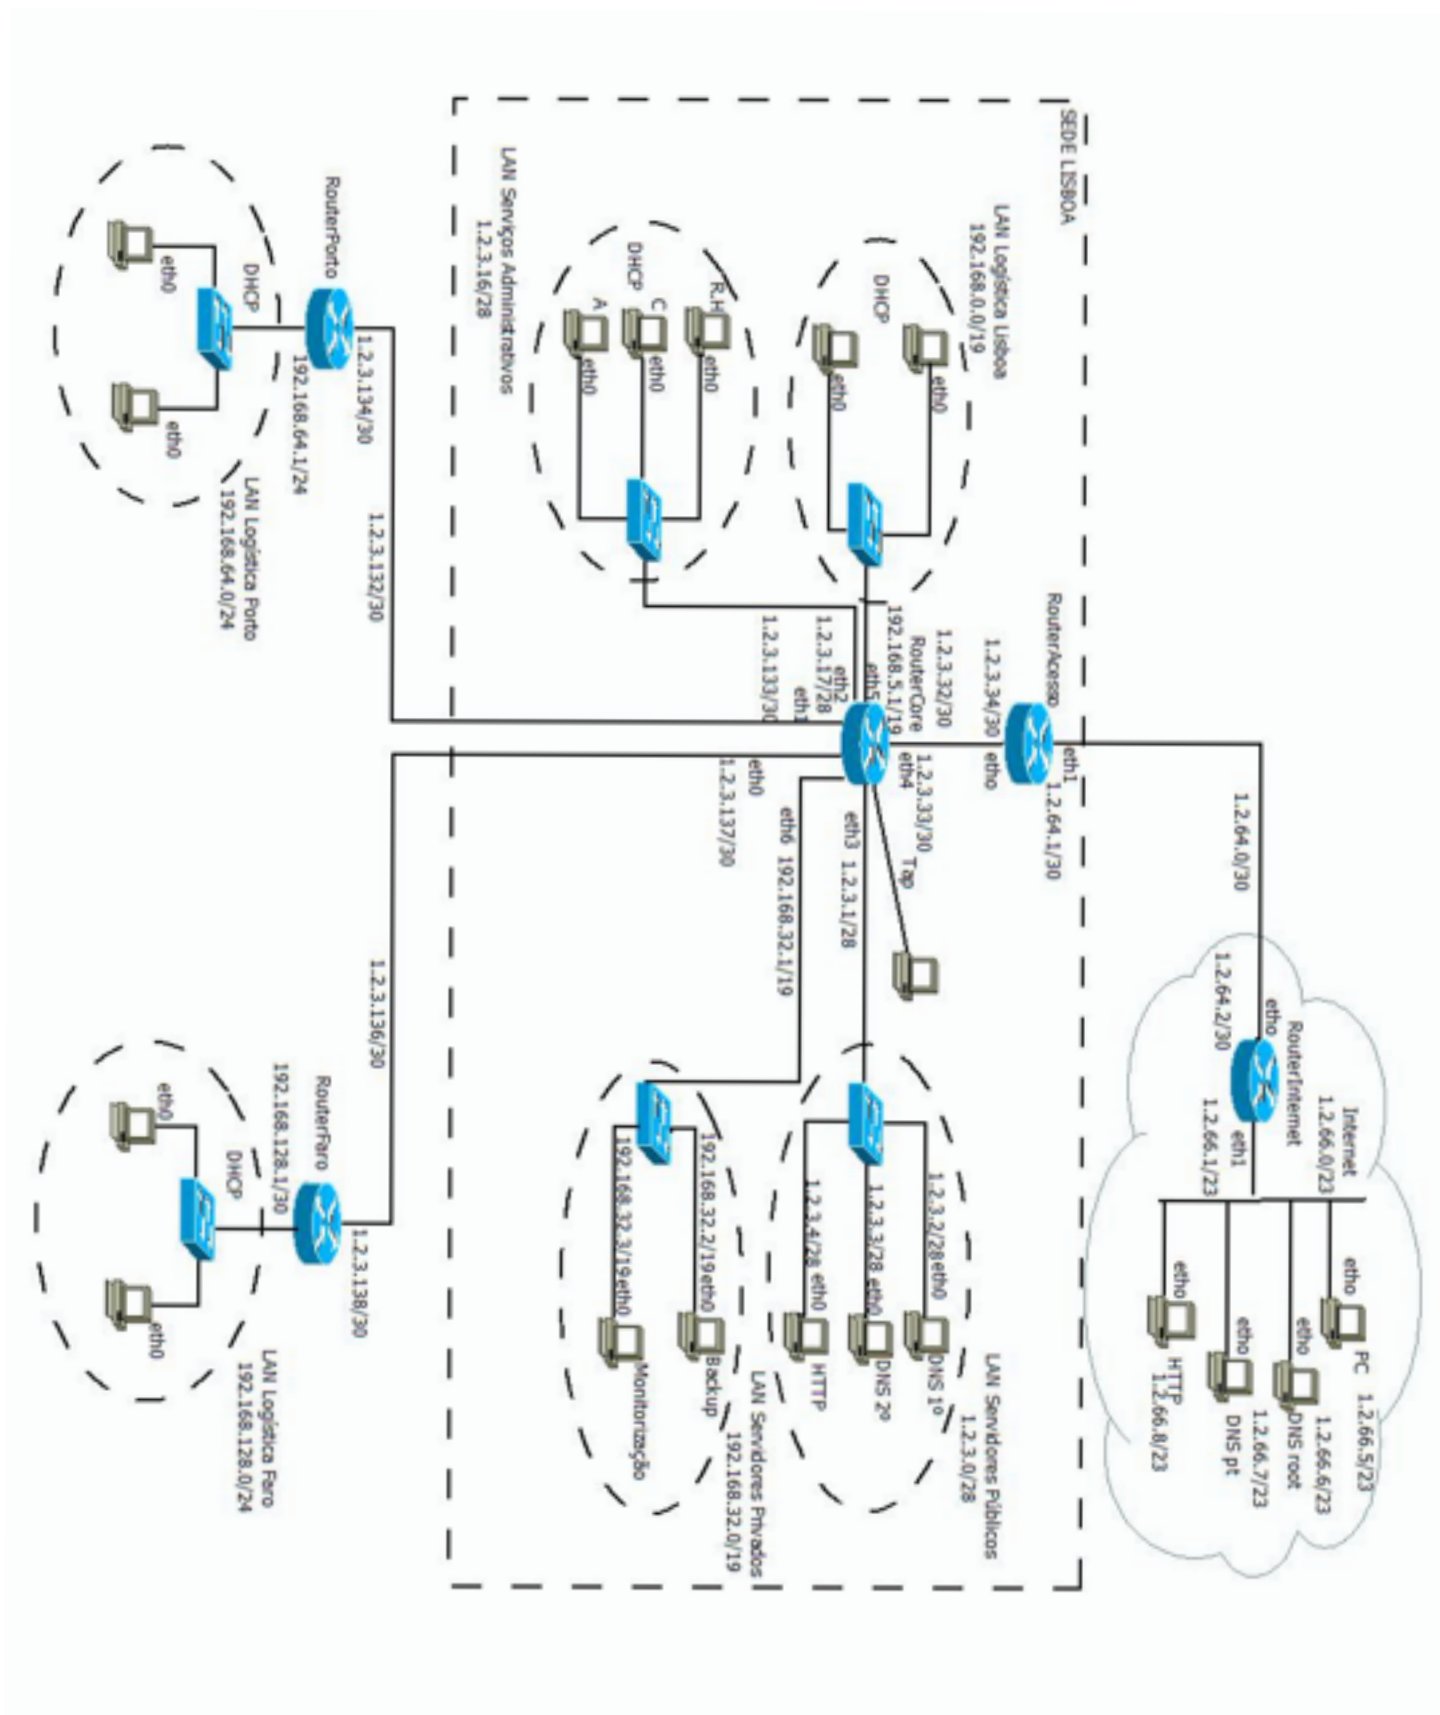 SEDE LISBOA
RouterAcesso
eth1
1.2.64.1/30
1.2.64.0/30
1.2.3.34/30
etho
1.2.3.32/30
RouterCore
1.2.3.33/30
eth4
Tap
192.168.5.1/19
eth5
eth2
1.2.3.17/28
eth1
1.2.3.133/30
eth0
1.2.3.137/30
eth6 192.168.32.1/19
eth3 1.2.3.1/28
LAN Logística Lisboa
192.168.0.0/19
DHCP
eth0
eth0
LAN Serviços Administrativos
1.2.3.16/28
DHCP
R.H
C
A
eth0
eth0
eth0
Internet
1.2.66.0/23
RouterInternet
etho
1.2.64.2/30
eth1
1.2.66.1/23
etho
PC
1.2.66.5/23
etho
DNS root
1.2.66.6/23
etho
DNS pt
1.2.66.7/23
etho
HTTP
1.2.66.8/23
LAN Servidores Públicos
1.2.3.0/28
1.2.3.2/28 eth0
DNS 1º
1.2.3.3/28 eth0
DNS 2º
1.2.3.4/28 eth0
HTTP
LAN Servidores Privados
192.168.32.0/19
192.168.32.2/19 eth0
Backup
192.168.32.3/19 eth0
Monitorização
1.2.3.132/30
RouterPorto
1.2.3.134/30
192.168.64.1/24
DHCP
eth0
eth0
LAN Logística Porto
192.168.64.0/24
1.2.3.136/30
RouterFaro
1.2.3.138/30
192.168.128.1/30
DHCP
eth0
eth0
LAN Logística Faro
192.168.128.0/24